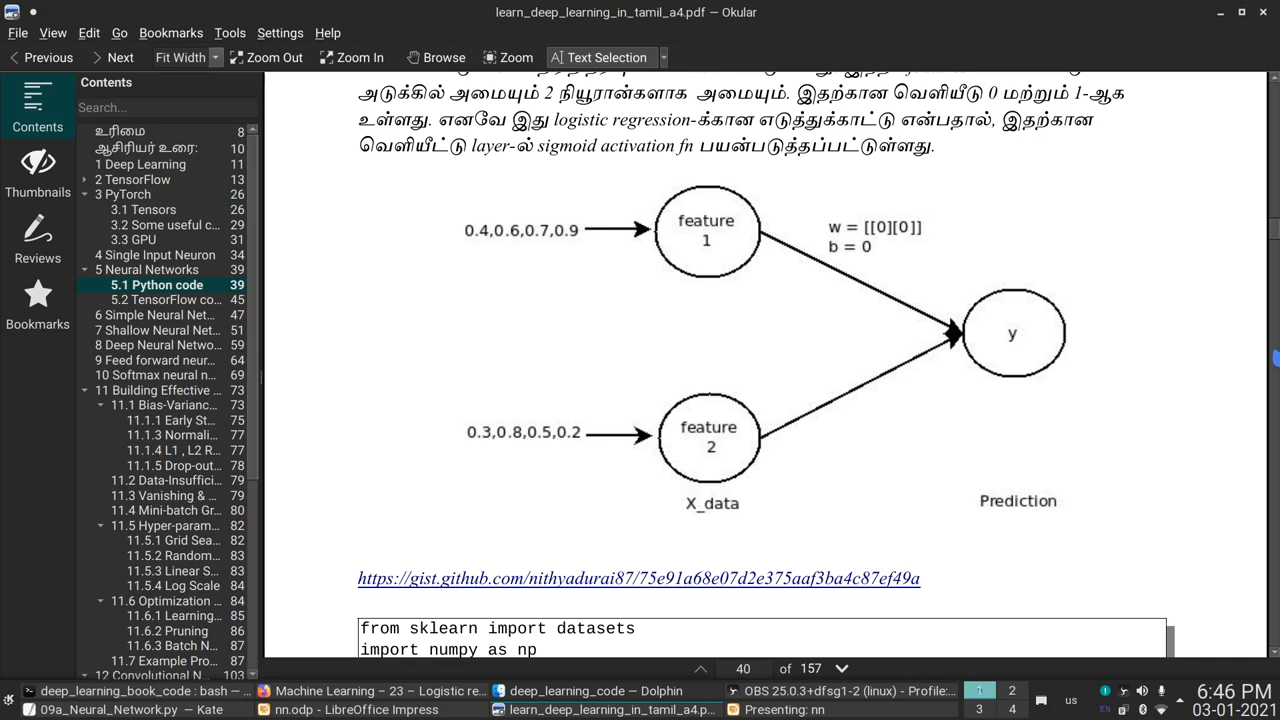 learn_deep_learning_in_tamil_a4.pdf — Okular
File View Edit Go Bookmarks Tools Settings Help
Previous Next Fit Width Zoom Out Zoom In Browse Zoom Text Selection
Contents
Thumbnails
Reviews
Bookmarks
Contents
Search...
உரிமை 8
ஆசிரியர் உரை: 10
1 Deep Learning 11
2 TensorFlow 13
3 PyTorch 26
3.1 Tensors 26
3.2 Some useful c... 29
3.3 GPU 31
4 Single Input Neuron 34
5 Neural Networks 39
5.1 Python code 39
5.2 TensorFlow co... 45
6 Simple Neural Net... 47
7 Shallow Neural Net... 51
8 Deep Neural Netwo... 59
9 Feed forward neur... 64
10 Softmax neural n... 69
11 Building Effective ... 73
11.1 Bias-Varianc... 73
11.1.1 Early St... 75
11.1.3 Normali... 77
11.1.4 L1 , L2 R... 77
11.1.5 Drop-out... 78
11.2 Data-Insuffici... 79
11.3 Vanishing & ... 79
11.4 Mini-batch Gr... 80
11.5 Hyper-param... 82
11.5.1 Grid Sea... 82
11.5.2 Random... 83
11.5.3 Linear S... 83
11.5.4 Log Scale 84
11.6 Optimization ... 84
11.6.1 Learning... 85
11.6.2 Pruning 86
11.6.3 Batch N... 87
11.7 Example Pro... 87
12 Convolutional N... 103
அடுக்கில் அமையும் 2 நியூரான்களாக அமையும். இதற்கான வெளியீடு 0 மற்றும் 1-ஆக
உள்ளது. எனவே இது logistic regression-க்கான எடுத்துக்காட்டு என்பதால், இதற்கான
வெளியீட்டு layer-ல் sigmoid activation fn பயன்படுத்தப்பட்டுள்ளது.
0.4,0.6,0.7,0.9
feature
1
w = [[0][0]]
b = 0
y
0.3,0.8,0.5,0.2
feature
2
X_data
Prediction
https://gist.github.com/nithyadurai87/75e91a68e07d2e375aaf3ba4c87ef49a
from sklearn import datasets
import numpy as np
40 of 157
deep_learning_book_code : bash — ... Machine Learning – 23 – Logistic re... deep_learning_code — Dolphin OBS 25.0.3+dfsg1-2 (linux) - Profile:... 1 2 us 6:46 PM
09a_Neural_Network.py — Kate nn.odp - LibreOffice Impress learn_deep_learning_in_tamil_a4.p... Presenting: nn 3 4 EN 03-01-2021